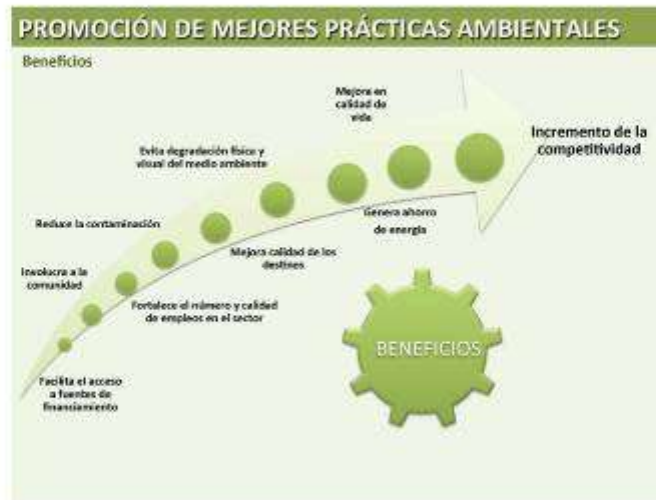 PROMOCIÓN DE MEJORES PRÁCTICAS AMBIENTALES
Beneficios
Mejora en
calidad de
vida
Incremento de la
competitividad
Evita degradación física y
visual del medio ambiente
Reduce la contaminación
Genera ahorro
de energía
Mejora calidad de los
destinos
Involucra a la
comunidad
Fortalece el número y calidad
de empleos en el sector
BENEFICIOS
Facilita el acceso
a fuentes de
financiamiento